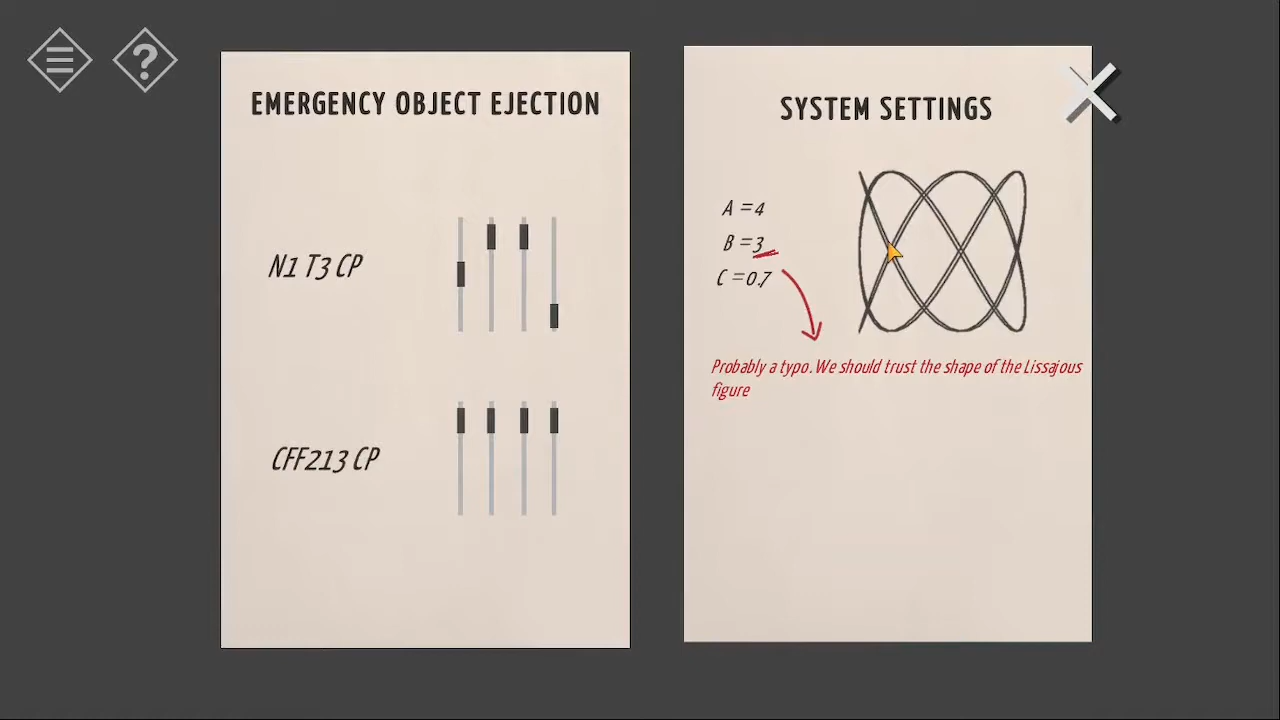 EMERGENCY OBJECT EJECTION
N1 T3 CP
CFF213 CP
SYSTEM SETTINGS
A = 4
B = 3
C = 0.7
Probably a typo. We should trust the shape of the Lissajous
figure